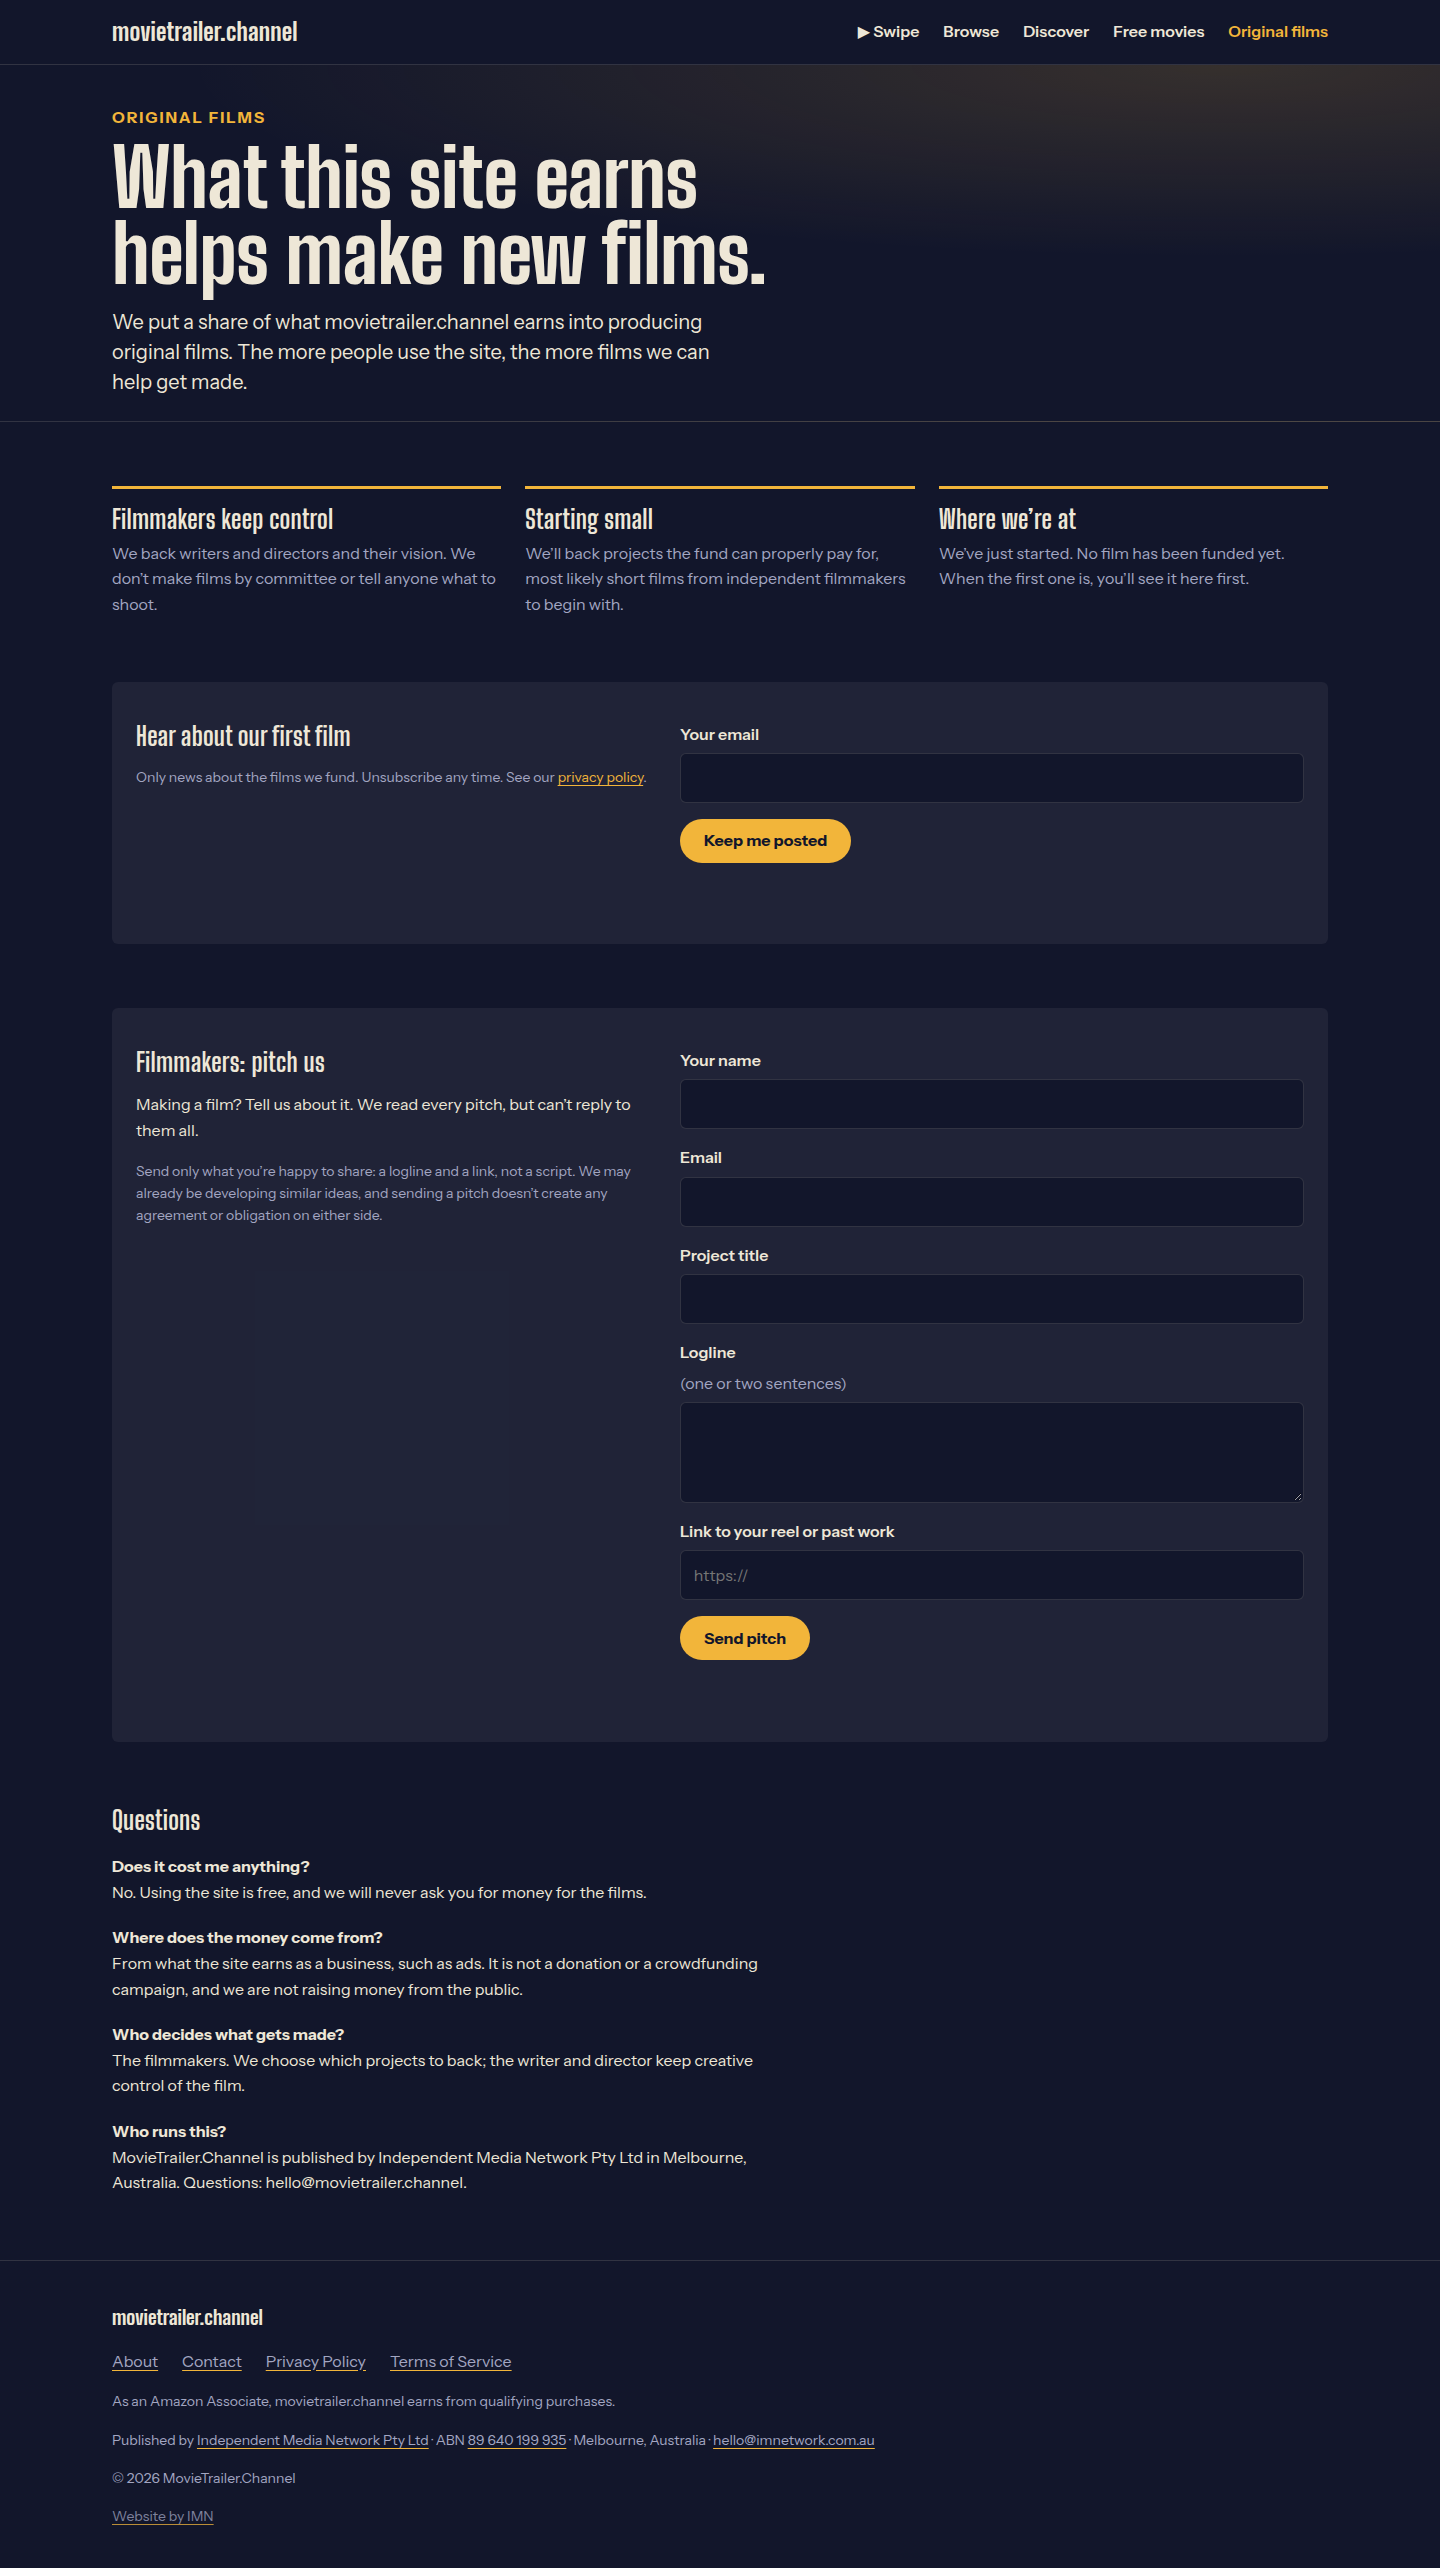 movietrailer.channel
▶ Swipe Browse Discover Free movies Original films
ORIGINAL FILMS
What this site earns
helps make new films.
We put a share of what movietrailer.channel earns into producing
original films. The more people use the site, the more films we can
help get made.
Filmmakers keep control
We back writers and directors and their vision. We
don’t make films by committee or tell anyone what to
shoot.
Starting small
We’ll back projects the fund can properly pay for,
most likely short films from independent filmmakers
to begin with.
Where we’re at
We’ve just started. No film has been funded yet.
When the first one is, you’ll see it here first.
Hear about our first film
Only news about the films we fund. Unsubscribe any time. See our privacy policy.
Your email
Keep me posted
Filmmakers: pitch us
Making a film? Tell us about it. We read every pitch, but can’t reply to
them all.
Send only what you’re happy to share: a logline and a link, not a script. We may
already be developing similar ideas, and sending a pitch doesn’t create any
agreement or obligation on either side.
Your name
Email
Project title
Logline
(one or two sentences)
Link to your reel or past work
https://
Send pitch
Questions
Does it cost me anything?
No. Using the site is free, and we will never ask you for money for the films.
Where does the money come from?
From what the site earns as a business, such as ads. It is not a donation or a crowdfunding
campaign, and we are not raising money from the public.
Who decides what gets made?
The filmmakers. We choose which projects to back; the writer and director keep creative
control of the film.
Who runs this?
MovieTrailer.Channel is published by Independent Media Network Pty Ltd in Melbourne,
Australia. Questions: hello@movietrailer.channel.
movietrailer.channel
About Contact Privacy Policy Terms of Service
As an Amazon Associate, movietrailer.channel earns from qualifying purchases.
Published by Independent Media Network Pty Ltd · ABN 89 640 199 935 · Melbourne, Australia · hello@imnetwork.com.au
© 2026 MovieTrailer.Channel
Website by IMN